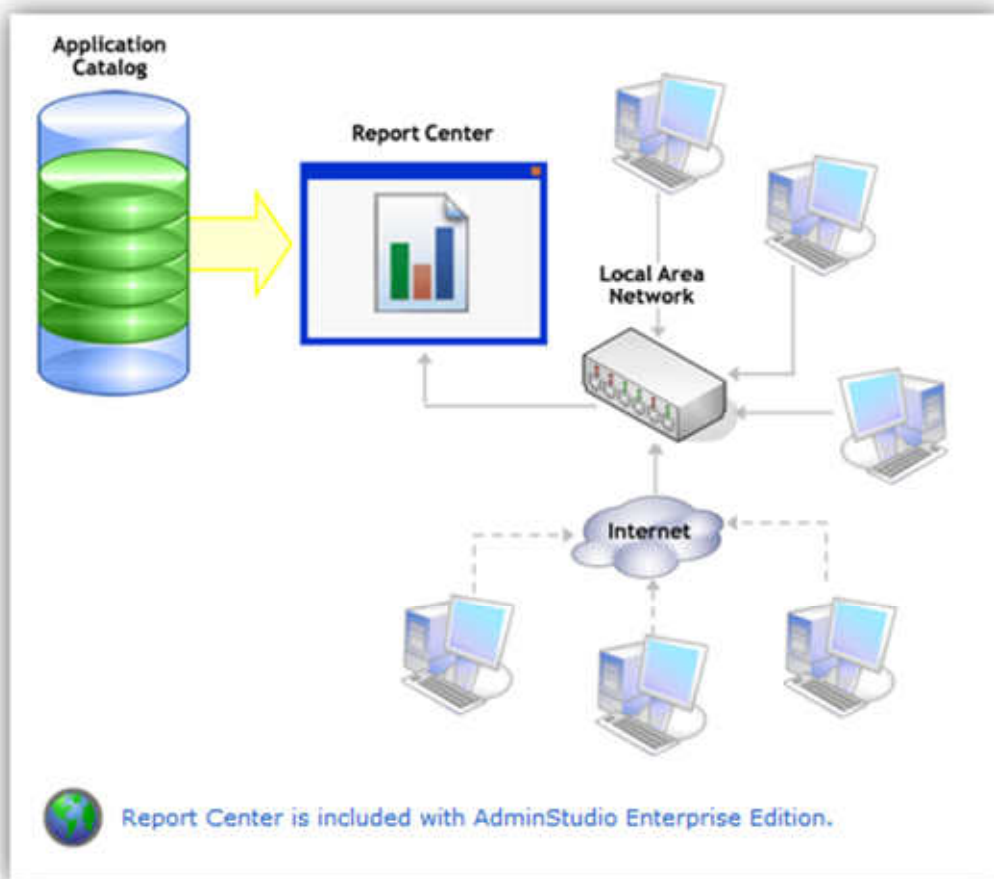 Application
Catalog
Report Center
Local Area
Network
Internet
Report Center is included with AdminStudio Enterprise Edition.